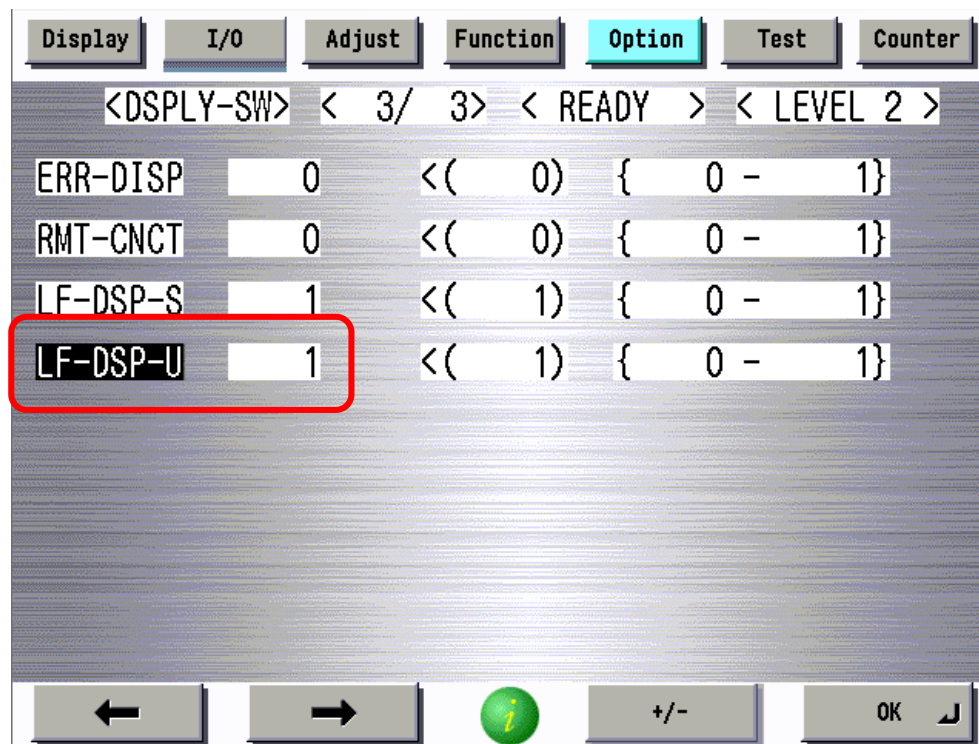 Display I/O Adjust Function Option Test Counter
<DSPLY-SW> < 3/ 3> < READY > < LEVEL 2 >
ERR-DISP 0 <( 0) { 0 - 1}
RMT-CNCT 0 <( 0) { 0 - 1}
LF-DSP-S 1 <( 1) { 0 - 1}
LF-DSP-U 1 <( 1) { 0 - 1}
← → i +/- OK